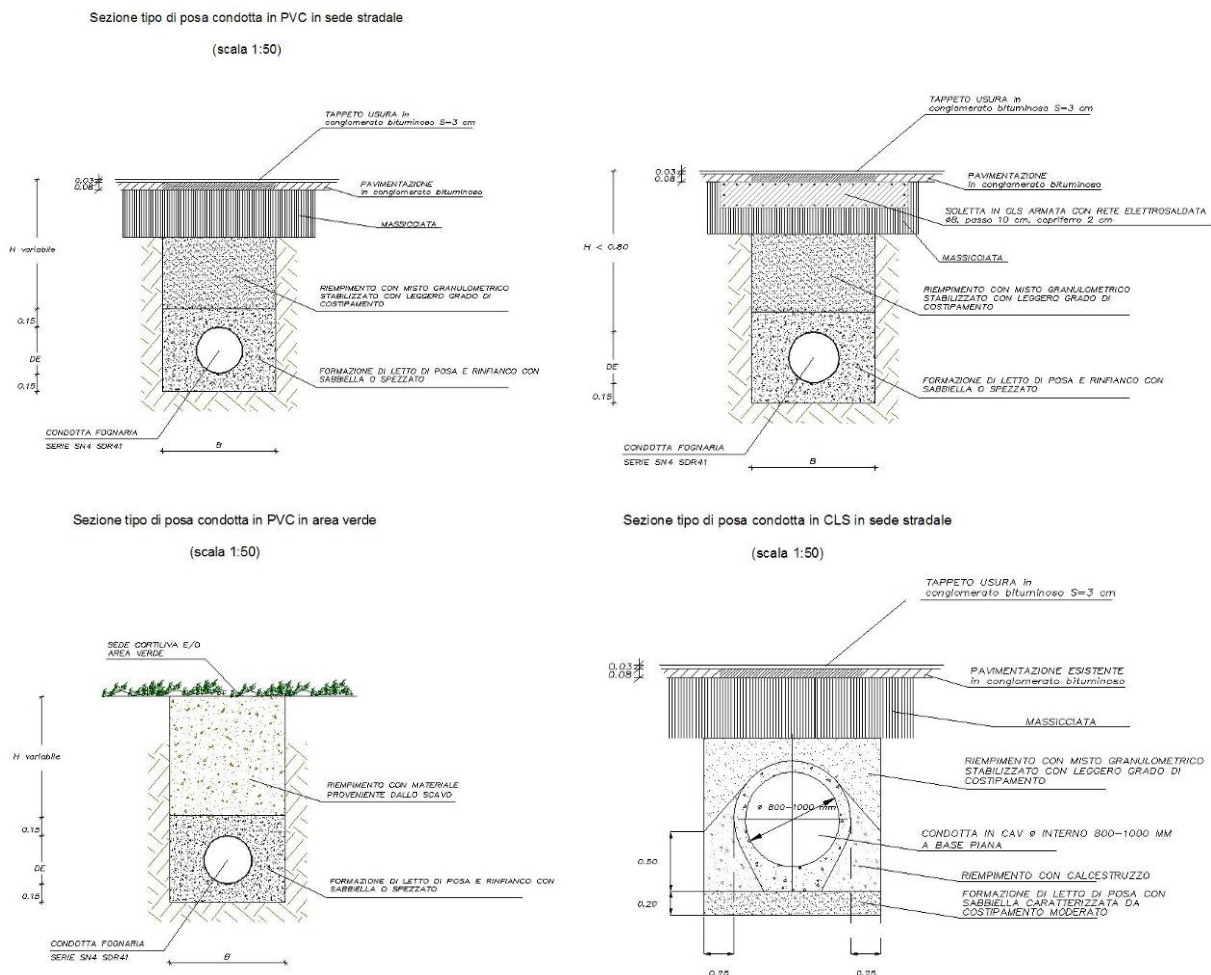 Sezione tipo di posa condotta in PVC in sede stradale
(scala 1:50)
TAPPETO USURA in
conglomerato bituminoso S=3 cm
0.03
0.08
PAVIMENTAZIONE
in conglomerato bituminoso
MASSICCIATA
H variabile
RIEMPIMENTO CON MISTO GRANULOMETRICO
STABILIZZATO CON LEGGERO GRADO DI
COSTIPAMENTO
0.15
DE
0.15
FORMAZIONE DI LETTO DI POSA E RINFIANCO CON
SABBIELLA O SPEZZATO
CONDOTTA FOGNARIA
SERIE SN4 SDR41
B
TAPPETO USURA in
conglomerato bituminoso S=3 cm
0.03
0.08
PAVIMENTAZIONE
in conglomerato bituminoso
SOLETTA IN CLS ARMATA CON RETE ELETTROSALDATA
ø8, passo 10 cm, copriferro 2 cm
H < 0.80
MASSICCIATA
RIEMPIMENTO CON MISTO GRANULOMETRICO
STABILIZZATO CON LEGGERO GRADO DI
COSTIPAMENTO
DE
0.15
FORMAZIONE DI LETTO DI POSA E RINFIANCO CON
SABBIELLA O SPEZZATO
CONDOTTA FOGNARIA
SERIE SN4 SDR41
B
Sezione tipo di posa condotta in PVC in area verde
(scala 1:50)
SEDE CORTILIVA E/O
AREA VERDE
H variabile
RIEMPIMENTO CON MATERIALE
PROVENIENTE DALLO SCAVO
0.15
DE
0.15
FORMAZIONE DI LETTO DI POSA E RINFIANCO CON
SABBIELLA O SPEZZATO
CONDOTTA FOGNARIA
SERIE SN4 SDR41
B
Sezione tipo di posa condotta in CLS in sede stradale
(scala 1:50)
TAPPETO USURA in
conglomerato bituminoso S=3 cm
0.03
0.08
PAVIMENTAZIONE ESISTENTE
in conglomerato bituminoso
MASSICCIATA
RIEMPIMENTO CON MISTO GRANULOMETRICO
STABILIZZATO CON LEGGERO GRADO DI
COSTIPAMENTO
ø 800-1000 mm
CONDOTTA IN CAV ø INTERNO 800-1000 MM
A BASE PIANA
0.50
RIEMPIMENTO CON CALCESTRUZZO
0.20
FORMAZIONE DI LETTO DI POSA CON
SABBIELLA CARATTERIZZATA DA
COSTIPAMENTO MODERATO
0.25
0.25